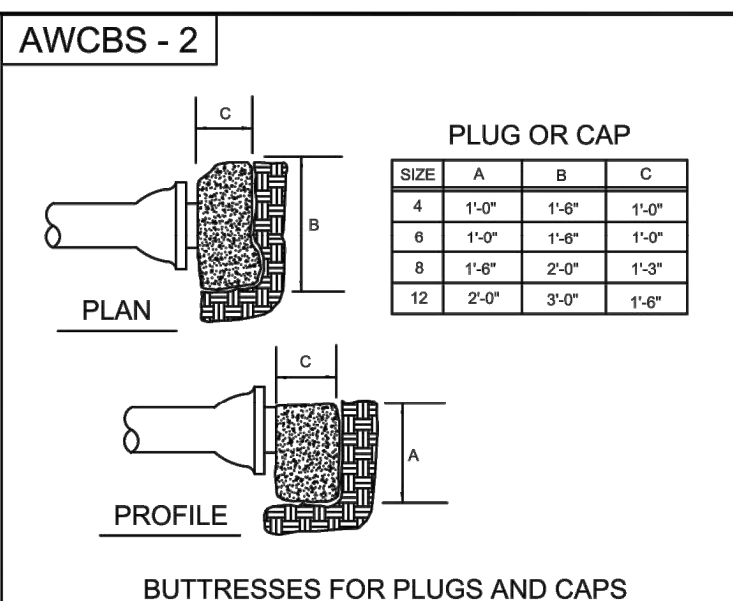 AWCBS - 2
C
B
PLAN
PLUG OR CAP
SIZE A B C
4 1'-0" 1'-6" 1'-0"
6 1'-0" 1'-6" 1'-0"
8 1'-6" 2'-0" 1'-3"
12 2'-0" 3'-0" 1'-6"
C
A
PROFILE
BUTTRESSES FOR PLUGS AND CAPS